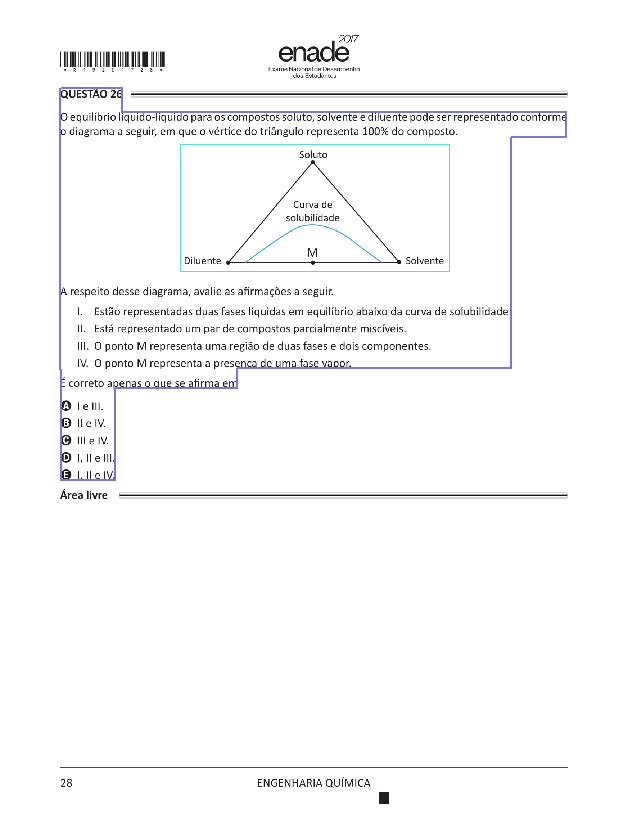 2017
enade
Exame Nacional de Desempenho
dos Estudantes
* R 1 9 2 0 1 7 2 8 *
QUESTÃO 26
O equilíbrio líquido-líquido para os compostos soluto, solvente e diluente pode ser representado conforme
o diagrama a seguir, em que o vértice do triângulo representa 100% do composto.
Soluto
Curva de
solubilidade
M
Diluente
Solvente
A respeito desse diagrama, avalie as afirmações a seguir.
I. Estão representadas duas fases líquidas em equilíbrio abaixo da curva de solubilidade.
II. Está representado um par de compostos parcialmente miscíveis.
III. O ponto M representa uma região de duas fases e dois componentes.
IV. O ponto M representa a presença de uma fase vapor.
É correto apenas o que se afirma em
A I e III.
B II e IV.
C III e IV.
D I, II e III.
E I, II e IV.
Área livre
28
ENGENHARIA QUÍMICA